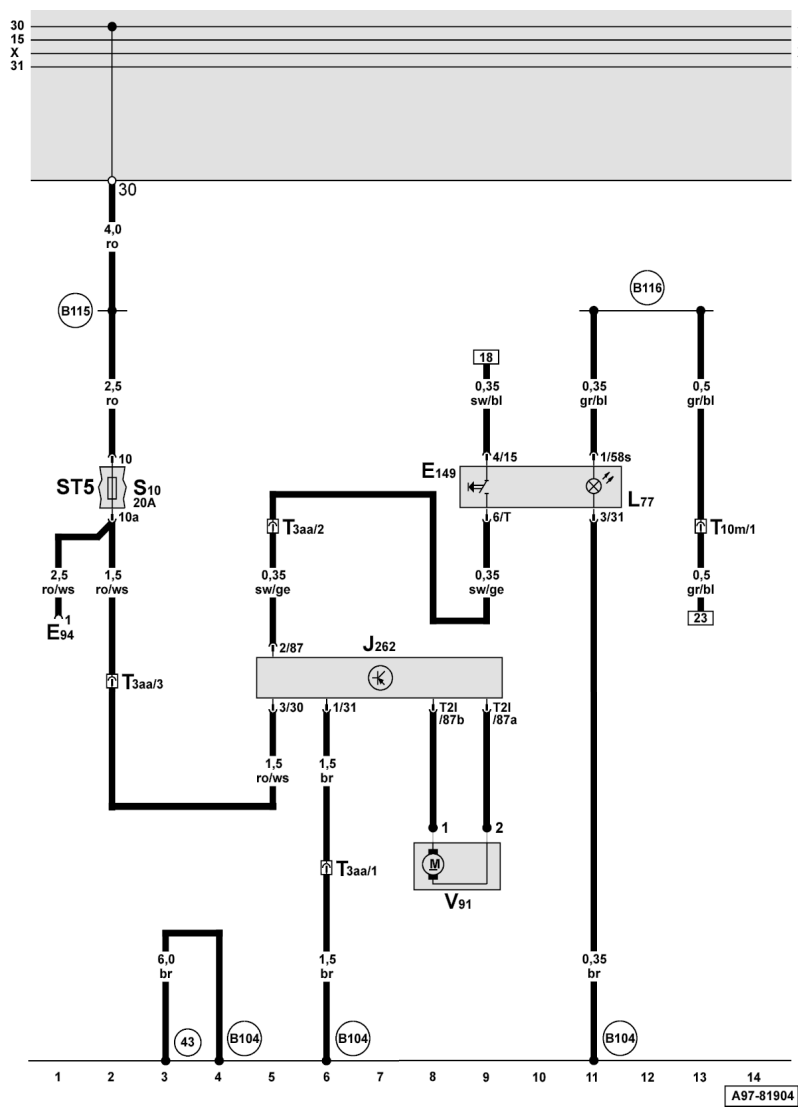 30
15
X
31
30
4,0
ro
B115
B116
18
2,5
ro
0,35
sw/bl
0,35
gr/bl
0,5
gr/bl
10
4/15
1/58s
E149
ST5
S10
20A
L77
10a
6/T
3/31
T3aa/2
T10m/1
2,5
ro/ws
1,5
ro/ws
0,35
sw/ge
0,35
sw/ge
0,5
gr/bl
1
E94
23
2/87
J262
T3aa/3
3/30
1/31
T2l
/87b
T2l
/87a
1,5
ro/ws
1,5
br
1
2
M
T3aa/1
V91
6,0
br
1,5
br
0,35
br
43
B104
B104
B104
1 2 3 4 5 6 7 8 9 10 11 12 13 14
A97-81904